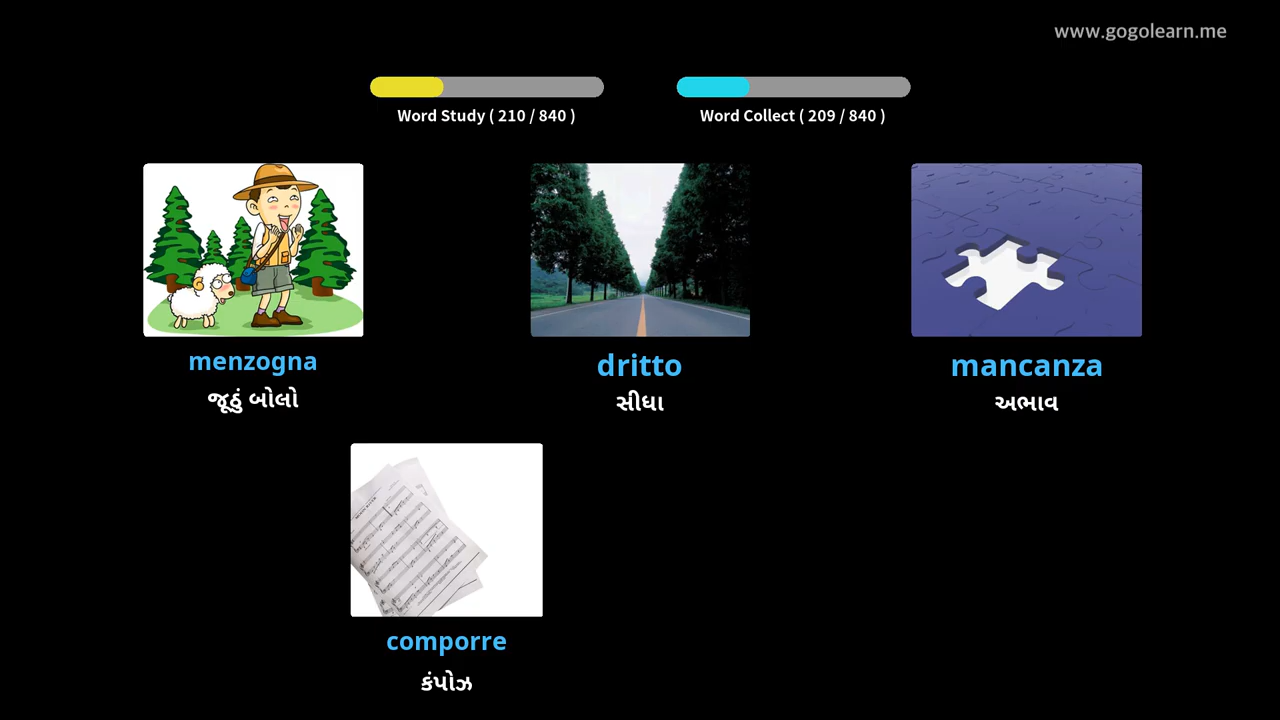 www.gogolearn.me
Word Study ( 210 / 840 )
Word Collect ( 209 / 840 )
menzogna
જૂઠું બોલો
dritto
સીધા
mancanza
અભાવ
comporre
કંપોઝ